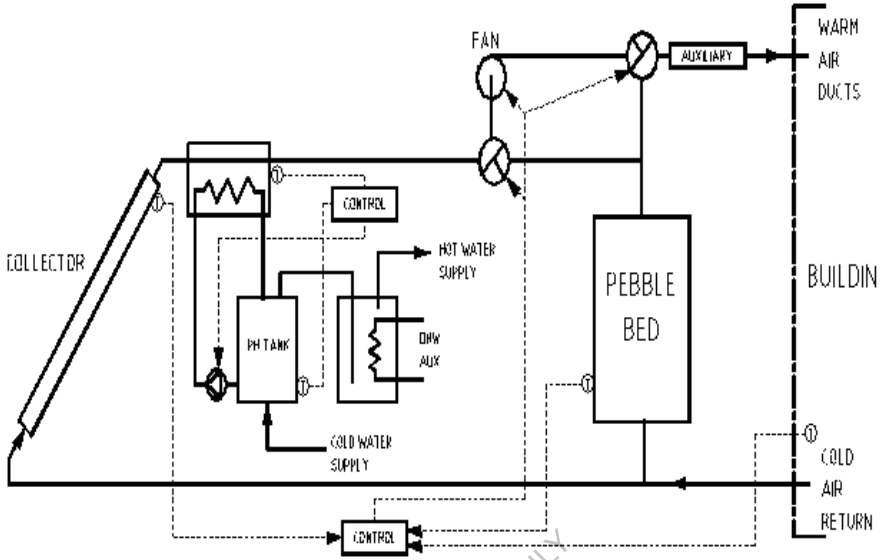 WARM
AIR
DUCTS
FAN
AUXILIARY
T
T
CONTROL
COLLECTOR
HOT WATER
SUPPLY
PEBBLE
BED
BUILDIN
PH TANK
DHW
AUX
T
T
COLD WATER
SUPPLY
T
COLD
AIR
RETURN
CONTROL